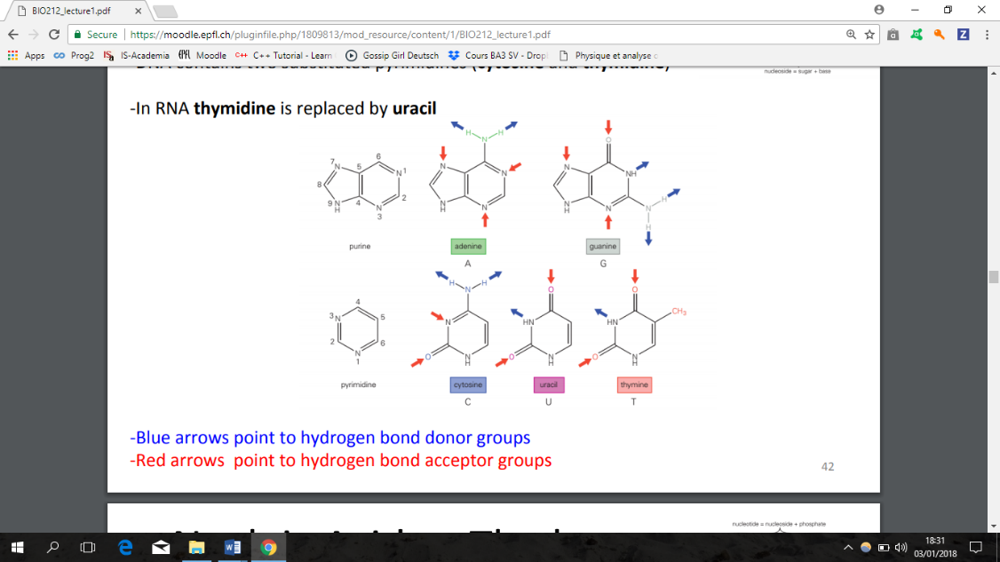 BIO212_lecture1.pdf
Secure https://moodle.epfl.ch/pluginfile.php/1809813/mod_resource/content/1/BIO212_lecture1.pdf
Apps Prog2 IS-Academia Moodle C++ Tutorial - Learn Gossip Girl Deutsch Cours BA3 SV - Drop Physique et analyse
nucleoside = sugar + base
-In RNA thymidine is replaced by uracil
H N H
O
7 N 5 6 N 1
8
9 N H 4 N 3 2
N N N H N
N NH N H N H N H
purine adenine guanine
A G
H N H O O
4
3 N 5
2 6
N 1
N O N H
HN O N H
HN O N H CH3
pyrimidine cytosine uracil thymine
C U T
-Blue arrows point to hydrogen bond donor groups
-Red arrows point to hydrogen bond acceptor groups
42
nucleotide = nucleoside + phosphate
18:31
03/01/2018